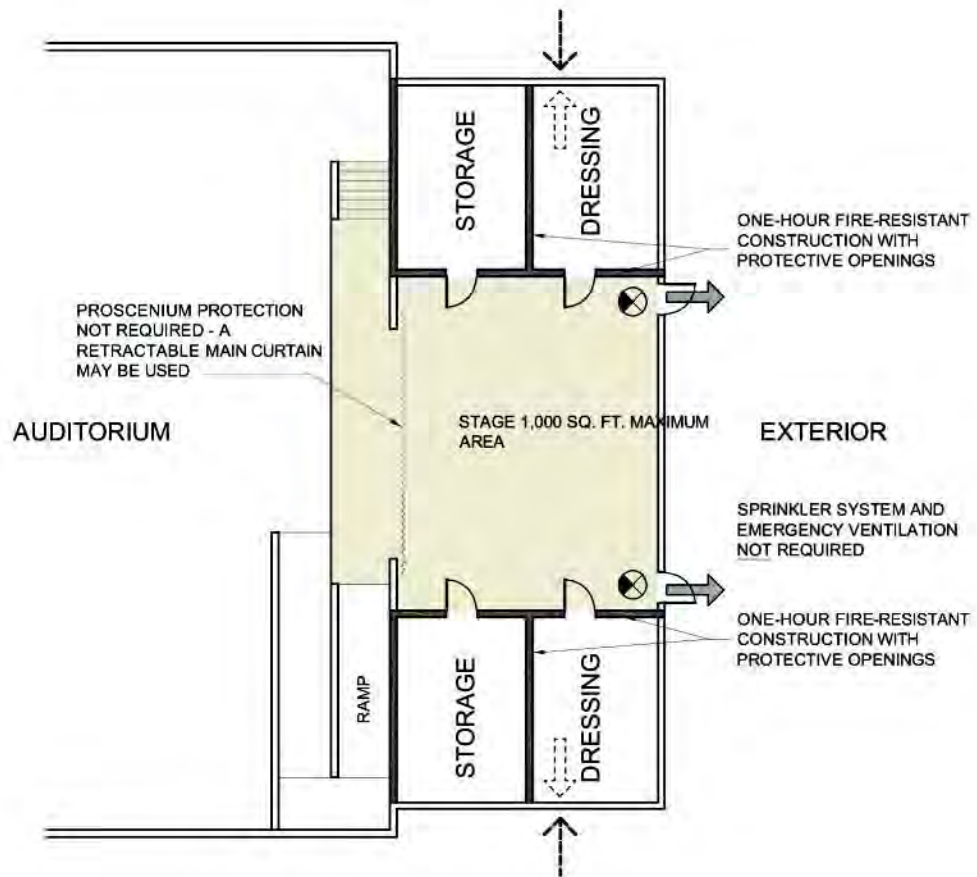 STORAGE
DRESSING
ONE-HOUR FIRE-RESISTANT
CONSTRUCTION WITH
PROTECTIVE OPENINGS
PROSCENIUM PROTECTION
NOT REQUIRED - A
RETRACTABLE MAIN CURTAIN
MAY BE USED
AUDITORIUM
STAGE 1,000 SQ. FT. MAXIMUM
AREA
EXTERIOR
SPRINKLER SYSTEM AND
EMERGENCY VENTILATION
NOT REQUIRED
ONE-HOUR FIRE-RESISTANT
CONSTRUCTION WITH
PROTECTIVE OPENINGS
RAMP
STORAGE
DRESSING